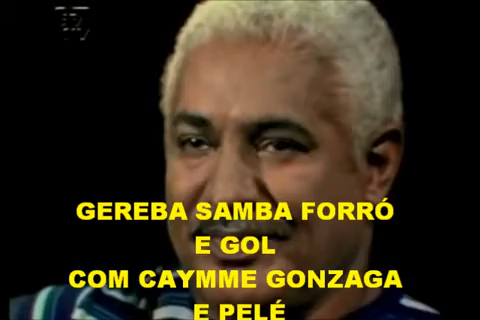 GEREBA SAMBA FORRÓ
E GOL
COM CAYMME GONZAGA
E PELÉ